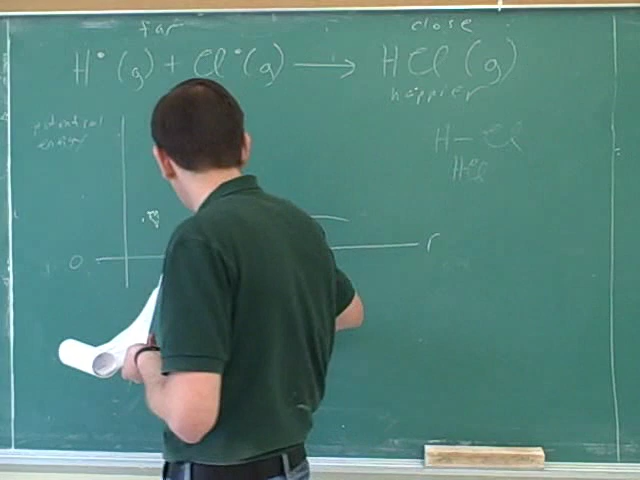 far close
H• (g) + Cl•(g) → HCl (g)
happier
potential
energy
H — Cl
HCl
0 r